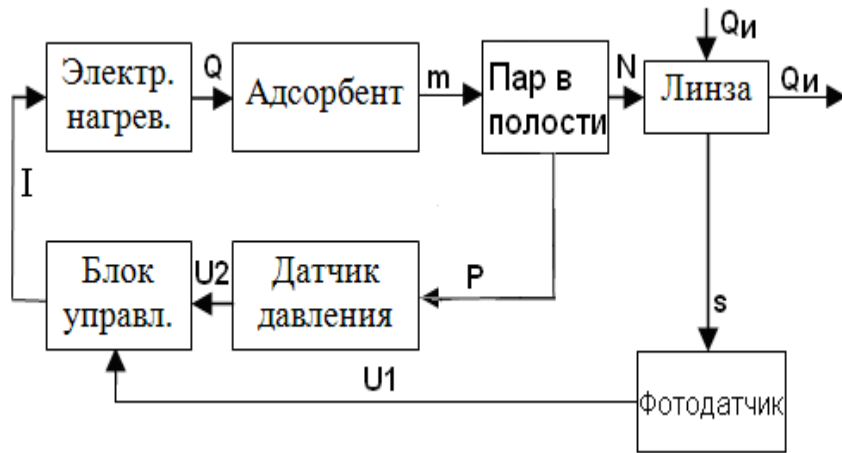 Электр.
нагрев.
Q
Адсорбент
m
Пар в
полости
N
Qи
Линза
Qи
I
Блок
управл.
U2
Датчик
давления
P
s
U1
Фотодатчик